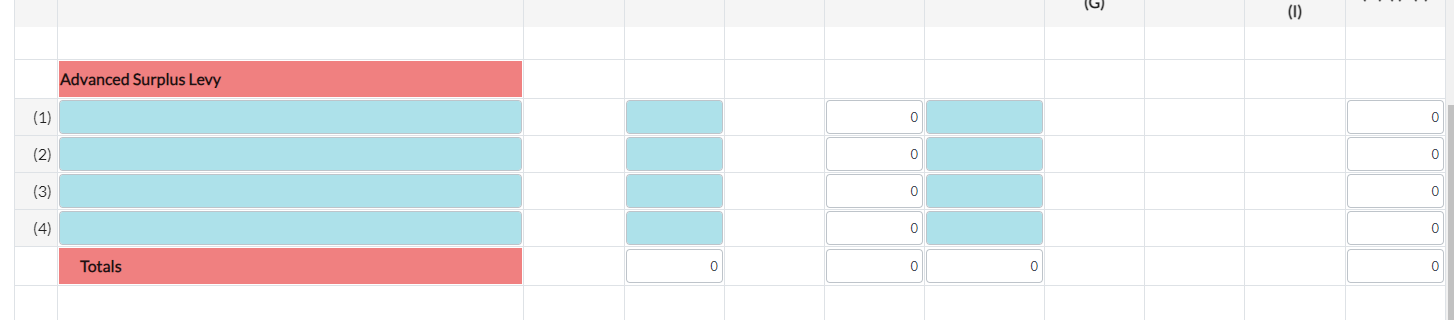 (G)
(I)
Advanced Surplus Levy
(1) 0 0
(2) 0 0
(3) 0 0
(4) 0 0
Totals 0 0 0 0